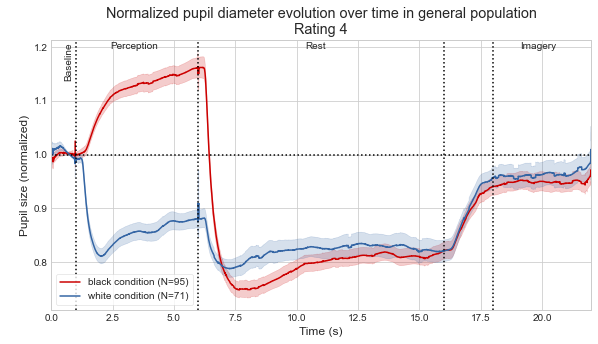 Normalized pupil diameter evolution over time in general population
Rating 4
Baseline
Perception
Rest
Imagery
Pupil size (normalized)
1.2
1.1
1.0
0.9
0.8
black condition (N=95)
white condition (N=71)
0.0 2.5 5.0 7.5 10.0 12.5 15.0 17.5 20.0
Time (s)